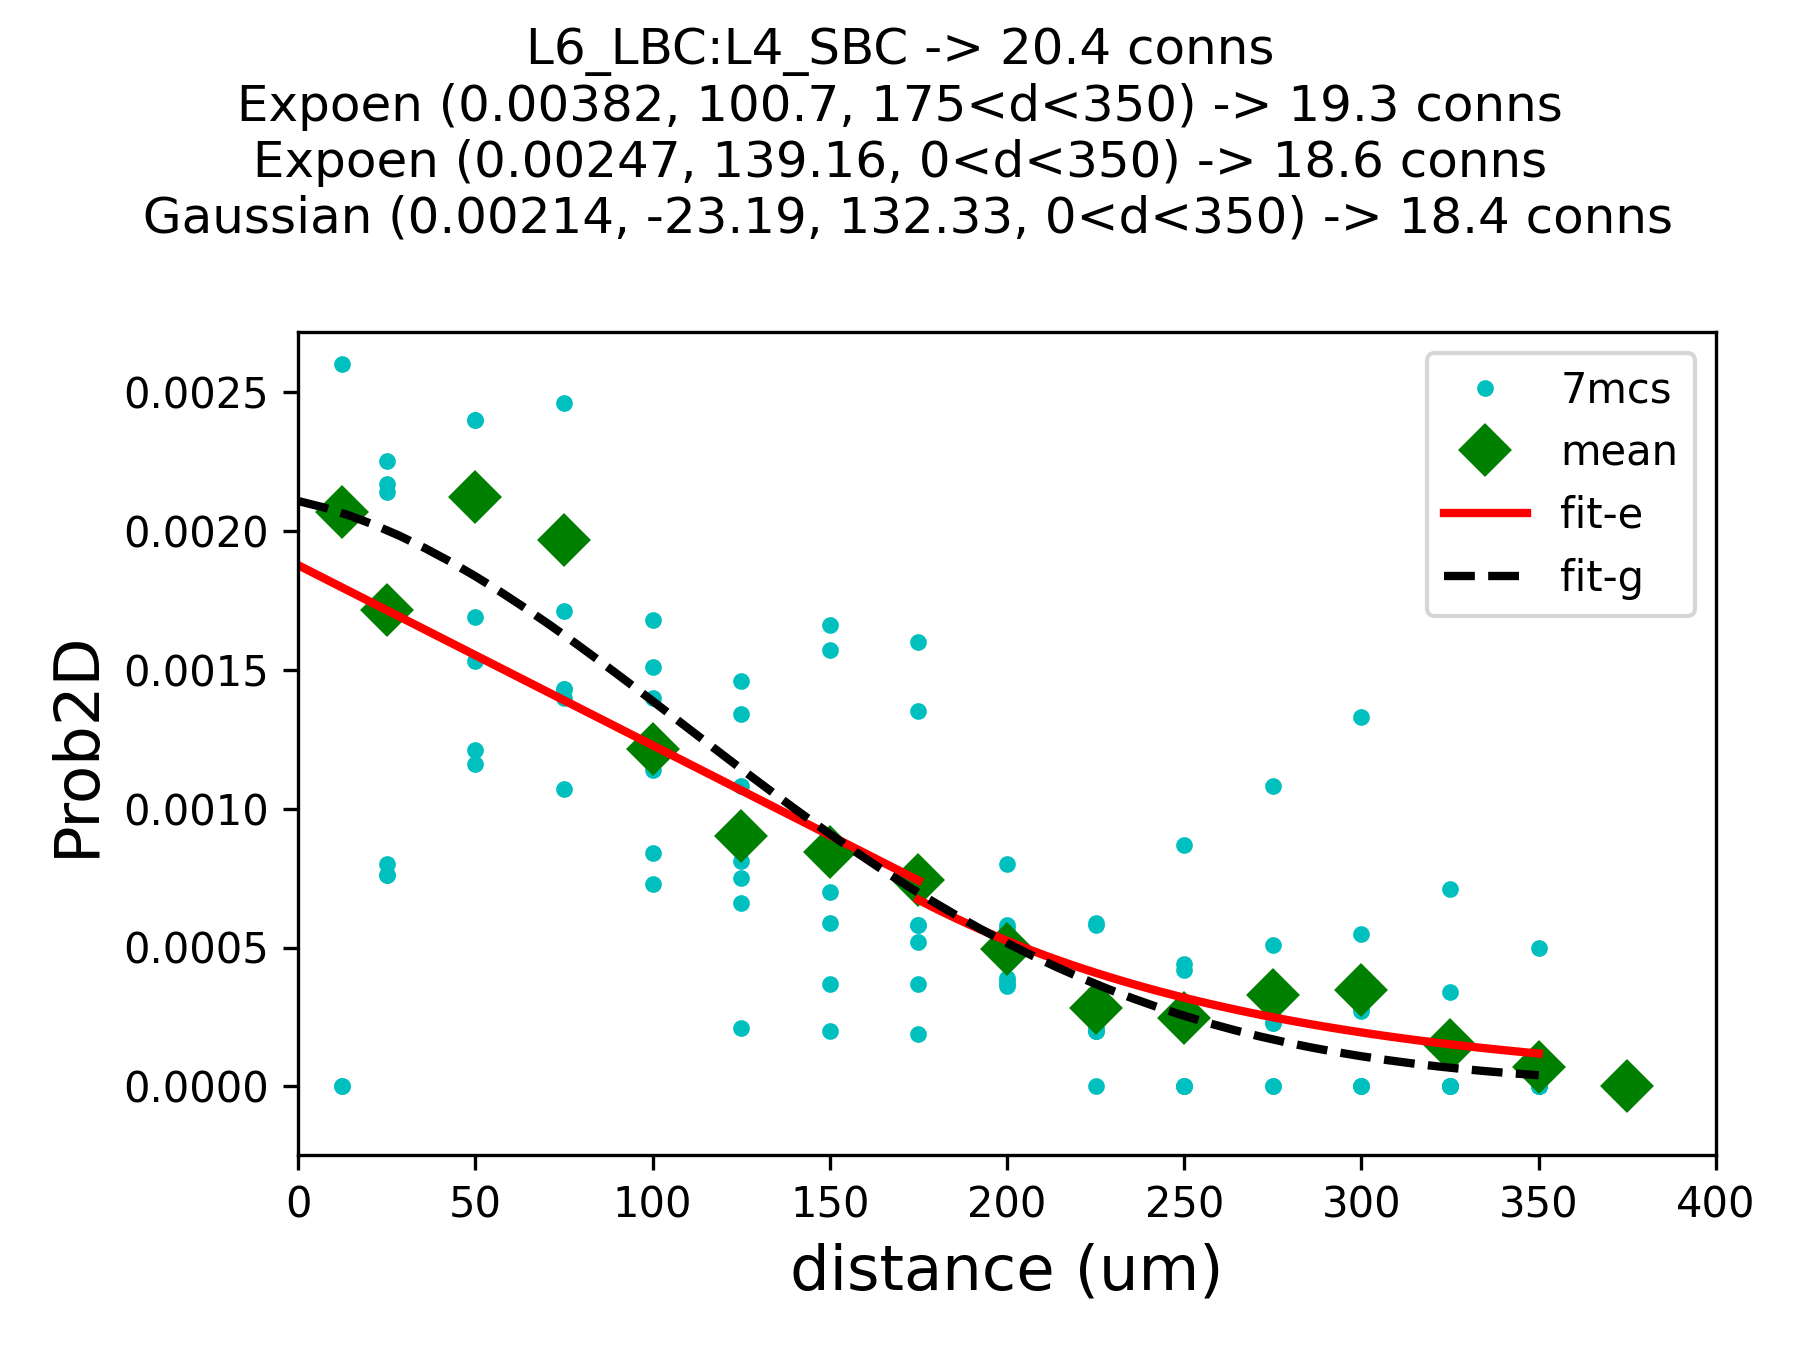 L6_LBC:L4_SBC -> 20.4 conns
Expoen (0.00382, 100.7, 175<d<350) -> 19.3 conns
Expoen (0.00247, 139.16, 0<d<350) -> 18.6 conns
Gaussian (0.00214, -23.19, 132.33, 0<d<350) -> 18.4 conns
7mcs
mean
fit-e
fit-g
Prob2D
0.0025
0.0020
0.0015
0.0010
0.0005
0.0000
0 50 100 150 200 250 300 350 400
distance (um)